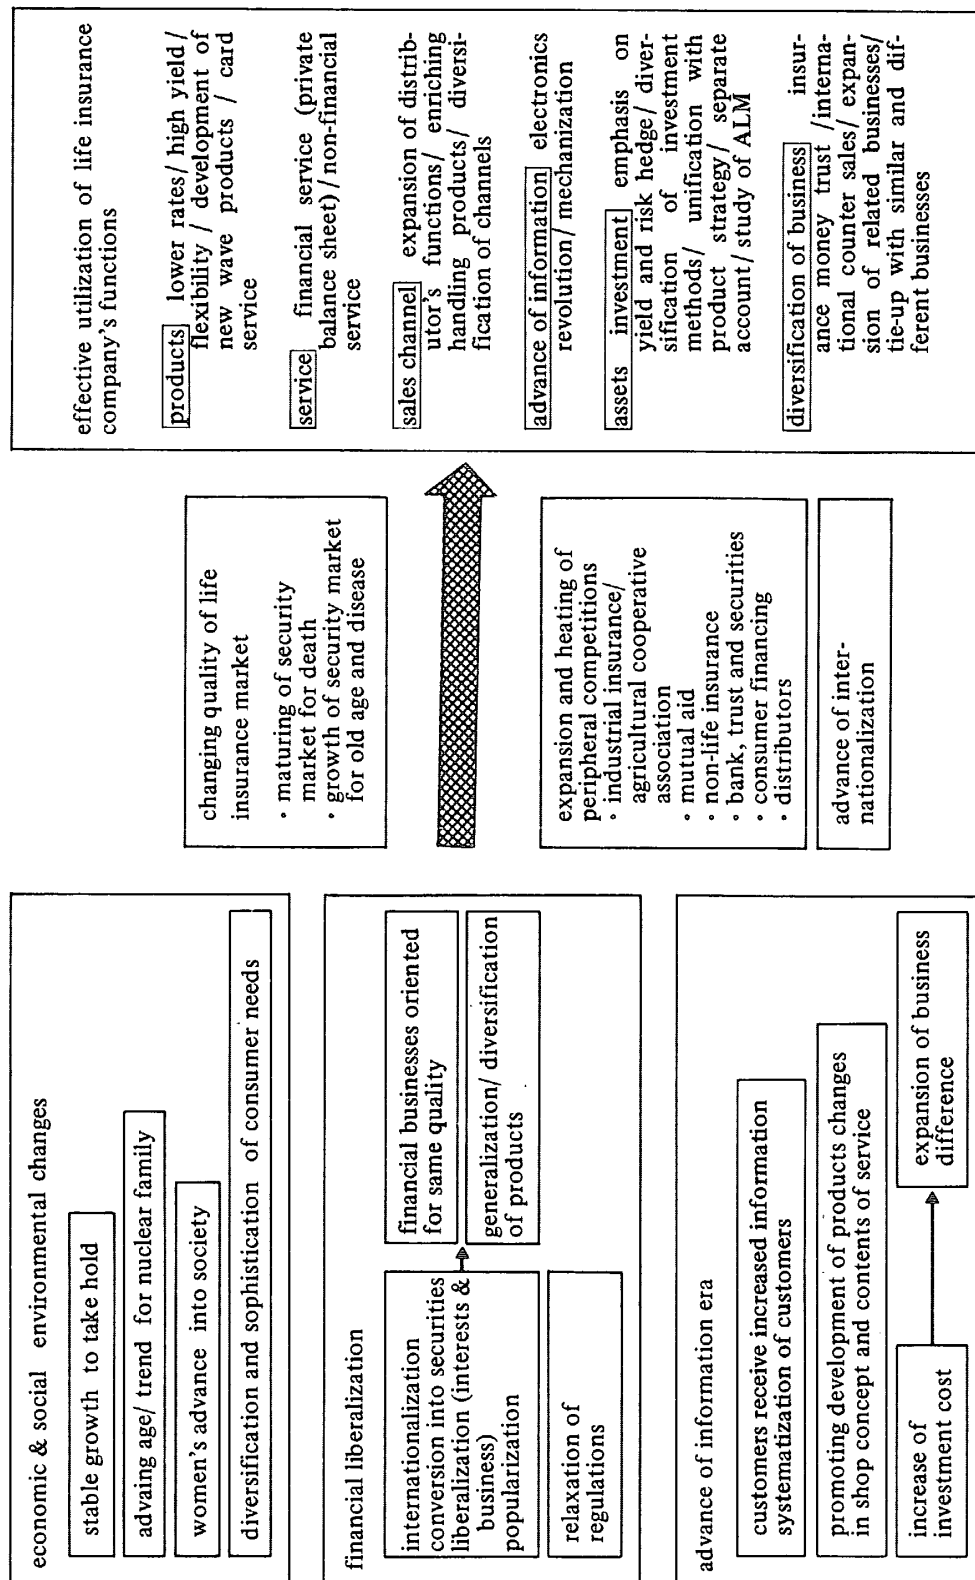 economic & social environmental changes
stable growth to take hold
advaing age/ trend for nuclear family
women's advance into society
diversification and sophistication of consumer needs
financial liberalization
internationalization
conversion into securities
liberalization (interests &
business)
popularization
financial businesses oriented
for same quality
generalization/ diversification
of products
relaxation of
regulations
advance of information era
customers receive increased information
systematization of customers
promoting development of products changes
in shop concept and contents of service
increase of
investment cost
expansion of business
difference
changing quality of life
insurance market
• maturing of security
market for death
• growth of security market
for old age and disease
expansion and heating of
peripheral competitions
• industrial insurance/
agricultural cooperative
association
• mutual aid
• non-life insurance
• bank, trust and securities
• consumer financing
• distributors
advance of inter-
nationalization
effective utilization of life insurance
company's functions
products lower rates/ high yield/
flexibility / development of
new wave products / card
service
service financial service (private
balance sheet) / non-financial
service
sales channel expansion of distrib-
utor's functions/ enriching
handling products/ diversi-
fication of channels
advance of information electronics
revolution/ mechanization
assets investment emphasis on
yield and risk hedge/ diver-
sification of investment
methods/ unification with
product strategy/ separate
account/ study of ALM
diversification of business insur-
ance money trust /interna-
tional counter sales/ expan-
sion of related businesses/
tie-up with similar and dif-
ferent businesses